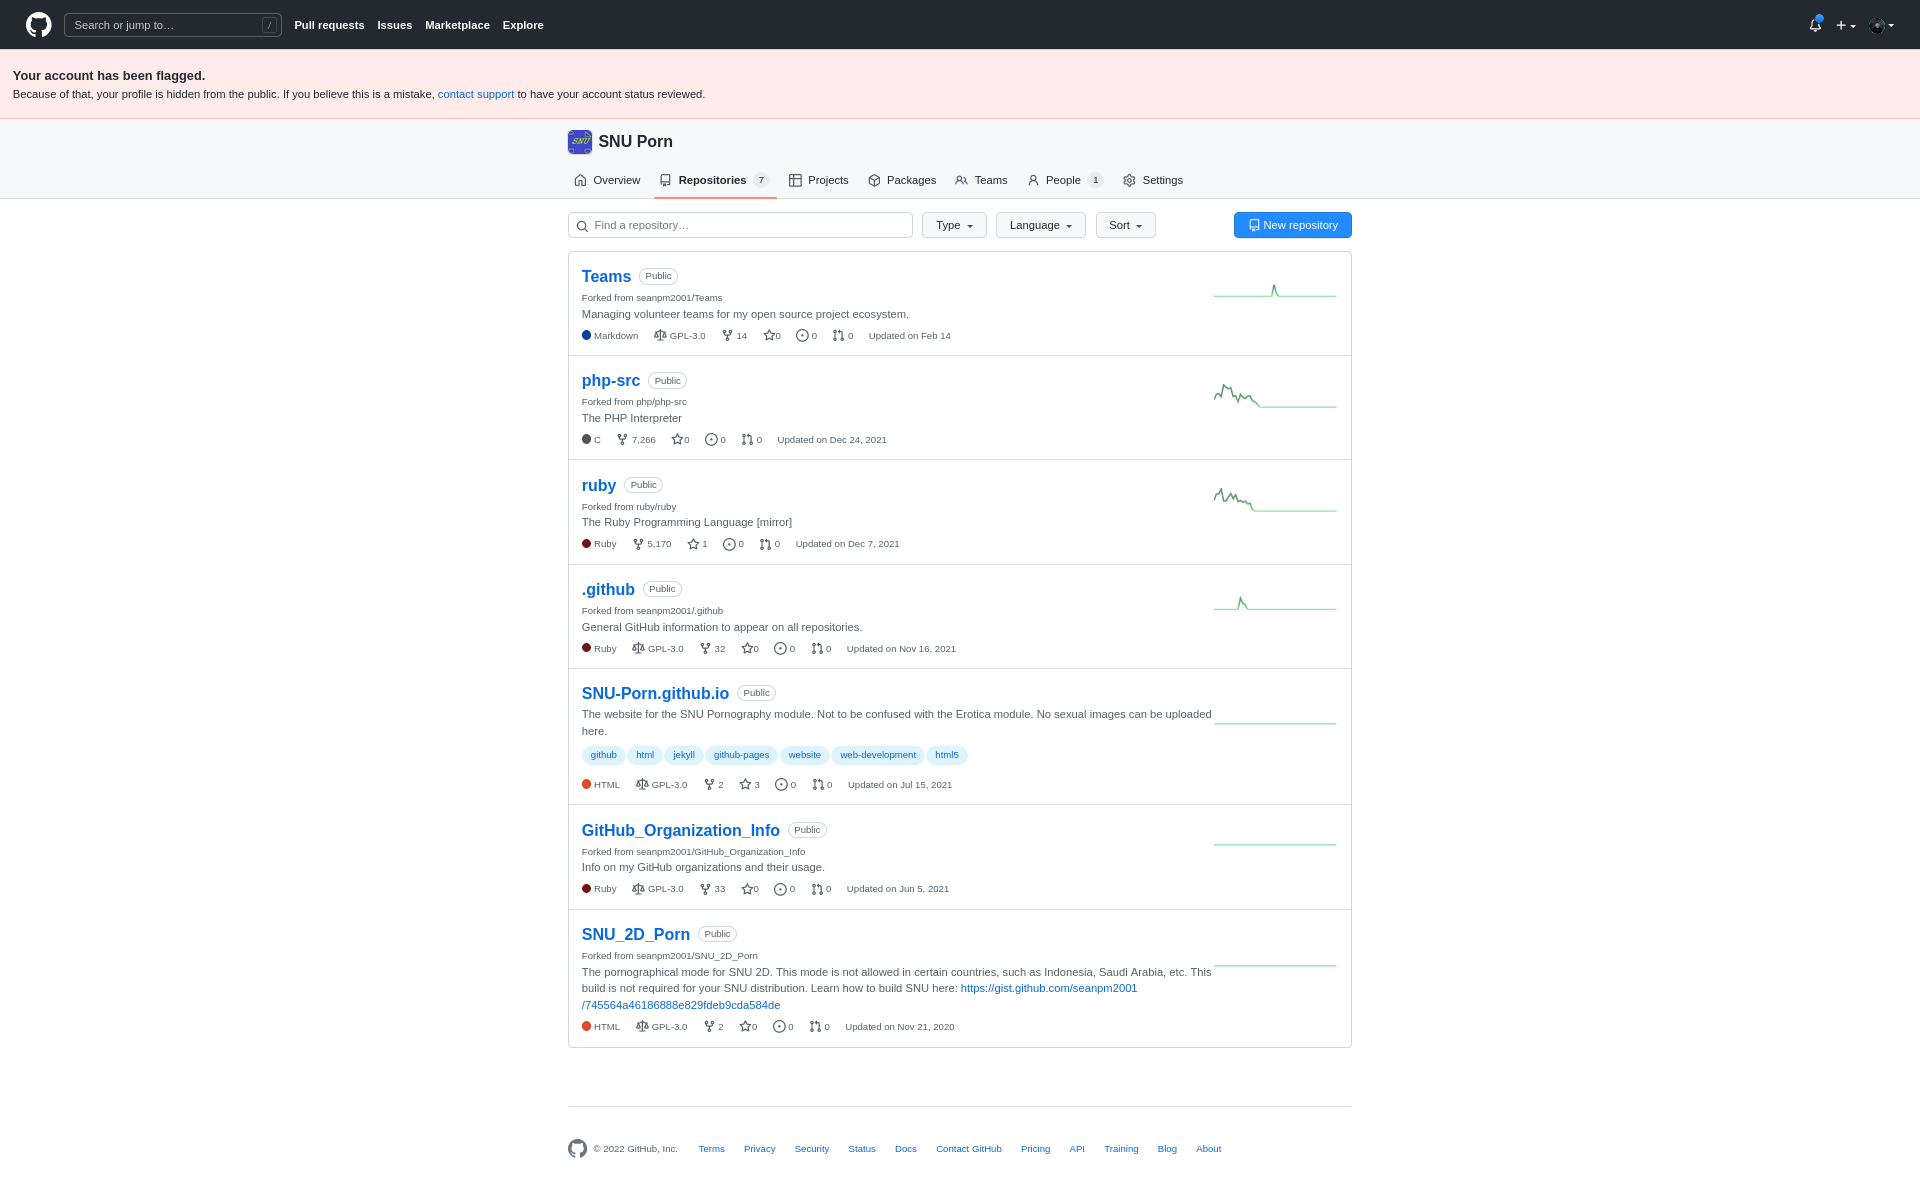 Search or jump to… /
Pull requests Issues Marketplace Explore
Your account has been flagged.
Because of that, your profile is hidden from the public. If you believe this is a mistake, contact support to have your account status reviewed.
SNU SNU Porn
Overview Repositories 7 Projects Packages Teams People 1 Settings
Find a repository… Type Language Sort New repository
Teams Public
Forked from seanpm2001/Teams
Managing volunteer teams for my open source project ecosystem.
Markdown GPL-3.0 14 0 0 0 Updated on Feb 14
php-src Public
Forked from php/php-src
The PHP Interpreter
C 7,266 0 0 0 Updated on Dec 24, 2021
ruby Public
Forked from ruby/ruby
The Ruby Programming Language [mirror]
Ruby 5,170 1 0 0 Updated on Dec 7, 2021
.github Public
Forked from seanpm2001/.github
General GitHub information to appear on all repositories.
Ruby GPL-3.0 32 0 0 0 Updated on Nov 16, 2021
SNU-Porn.github.io Public
The website for the SNU Pornography module. Not to be confused with the Erotica module. No sexual images can be uploaded
here.
github html jekyll github-pages website web-development html5
HTML GPL-3.0 2 3 0 0 Updated on Jul 15, 2021
GitHub_Organization_Info Public
Forked from seanpm2001/GitHub_Organization_Info
Info on my GitHub organizations and their usage.
Ruby GPL-3.0 33 0 0 0 Updated on Jun 5, 2021
SNU_2D_Porn Public
Forked from seanpm2001/SNU_2D_Porn
The pornographical mode for SNU 2D. This mode is not allowed in certain countries, such as Indonesia, Saudi Arabia, etc. This
build is not required for your SNU distribution. Learn how to build SNU here: https://gist.github.com/seanpm2001
/745564a46186888e829fdeb9cda584de
HTML GPL-3.0 2 0 0 0 Updated on Nov 21, 2020
© 2022 GitHub, Inc. Terms Privacy Security Status Docs Contact GitHub Pricing API Training Blog About